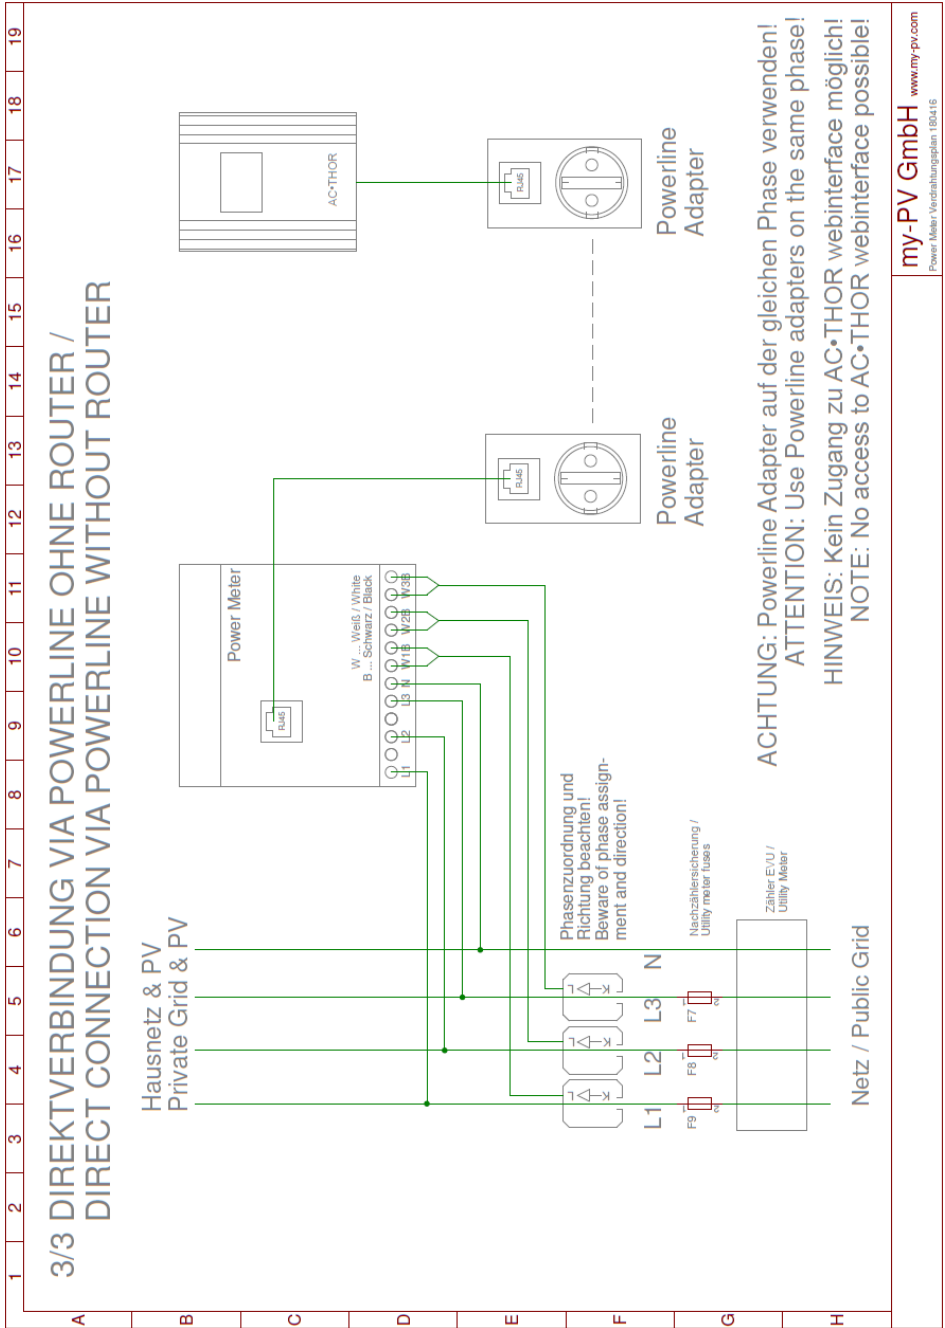 1 2 3 4 5 6 7 8 9 10 11 12 13 14 15 16 17 18 19
A
B
C
D
E
F
G
H
3/3 DIREKTVERBINDUNG VIA POWERLINE OHNE ROUTER /
DIRECT CONNECTION VIA POWERLINE WITHOUT ROUTER
Hausnetz & PV
Private Grid & PV
Power Meter
RJ45
W ... Weiß / White
B ... Schwarz / Black
L1 L2 L3 N W1B W2B W3B
AC•THOR
RJ45
Powerline
Adapter
RJ45
Powerline
Adapter
Phasenzuordnung und
Richtung beachten!
Beware of phase assign-
ment and direction!
L K
L K
L K
L1 L2 L3 N
Nachzählersicherung /
Utility meter fuses
1 2
1 2
1 2
F9 F8 F7
Zähler EVU /
Utility Meter
Netz / Public Grid
ACHTUNG: Powerline Adapter auf der gleichen Phase verwenden!
ATTENTION: Use Powerline adapters on the same phase!
HINWEIS: Kein Zugang zu AC•THOR webinterface möglich!
NOTE: No access to AC•THOR webinterface possible!
my-PV GmbH www.my-pv.com
Power Meter Verdrahtungsplan 180416